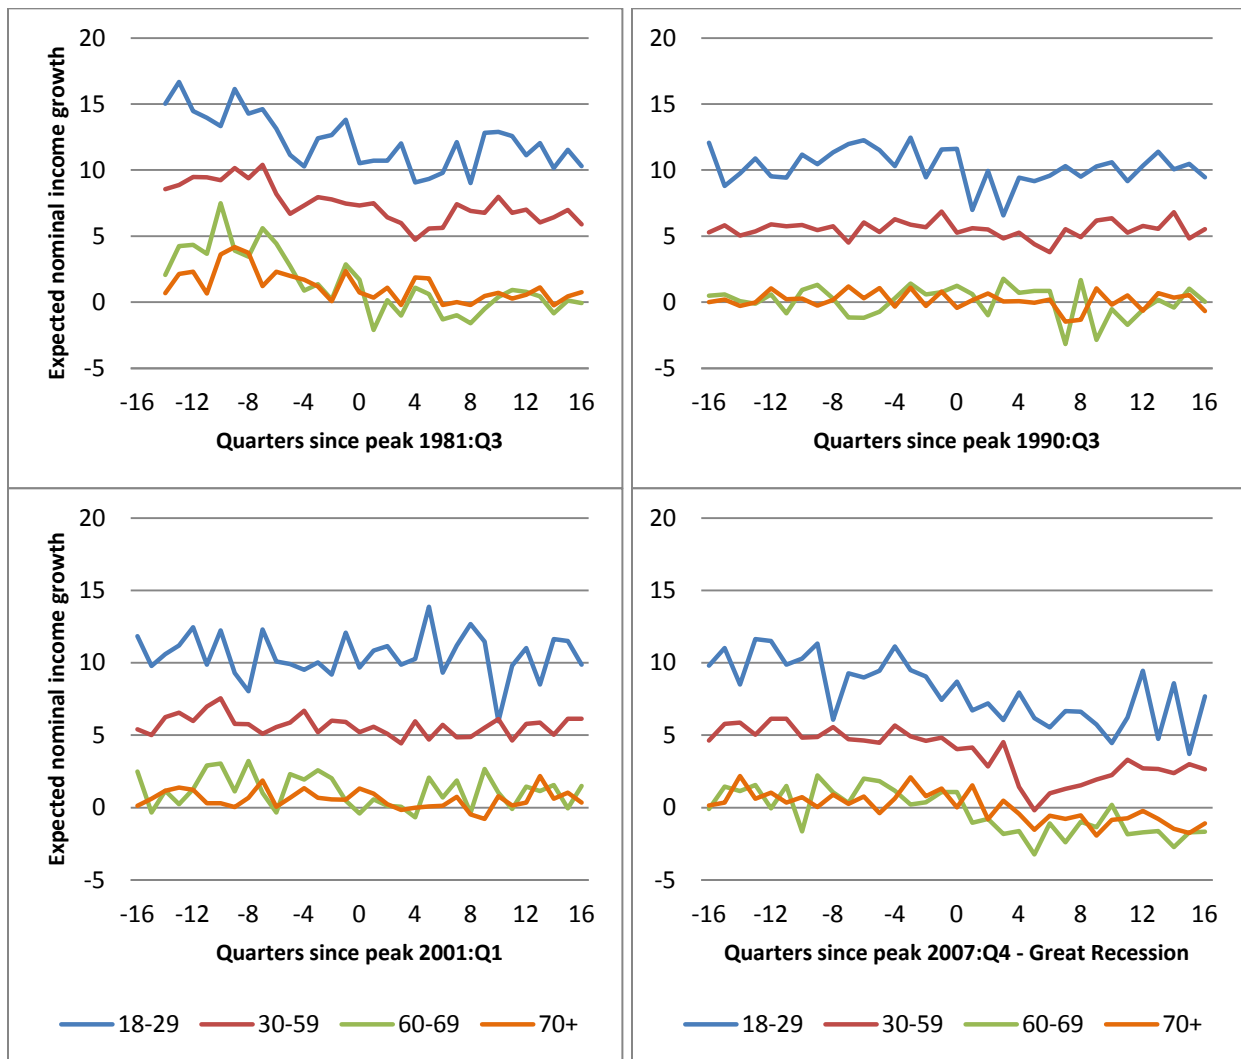 Expected nominal income growth
20
15
10
5
0
-5
-16 -12 -8 -4 0 4 8 12 16
Quarters since peak 1981:Q3
20
15
10
5
0
-5
-16 -12 -8 -4 0 4 8 12 16
Quarters since peak 1990:Q3
Expected nominal income growth
20
15
10
5
0
-5
-16 -12 -8 -4 0 4 8 12 16
Quarters since peak 2001:Q1
18-29 30-59 60-69 70+
20
15
10
5
0
-5
-16 -12 -8 -4 0 4 8 12 16
Quarters since peak 2007:Q4 - Great Recession
18-29 30-59 60-69 70+